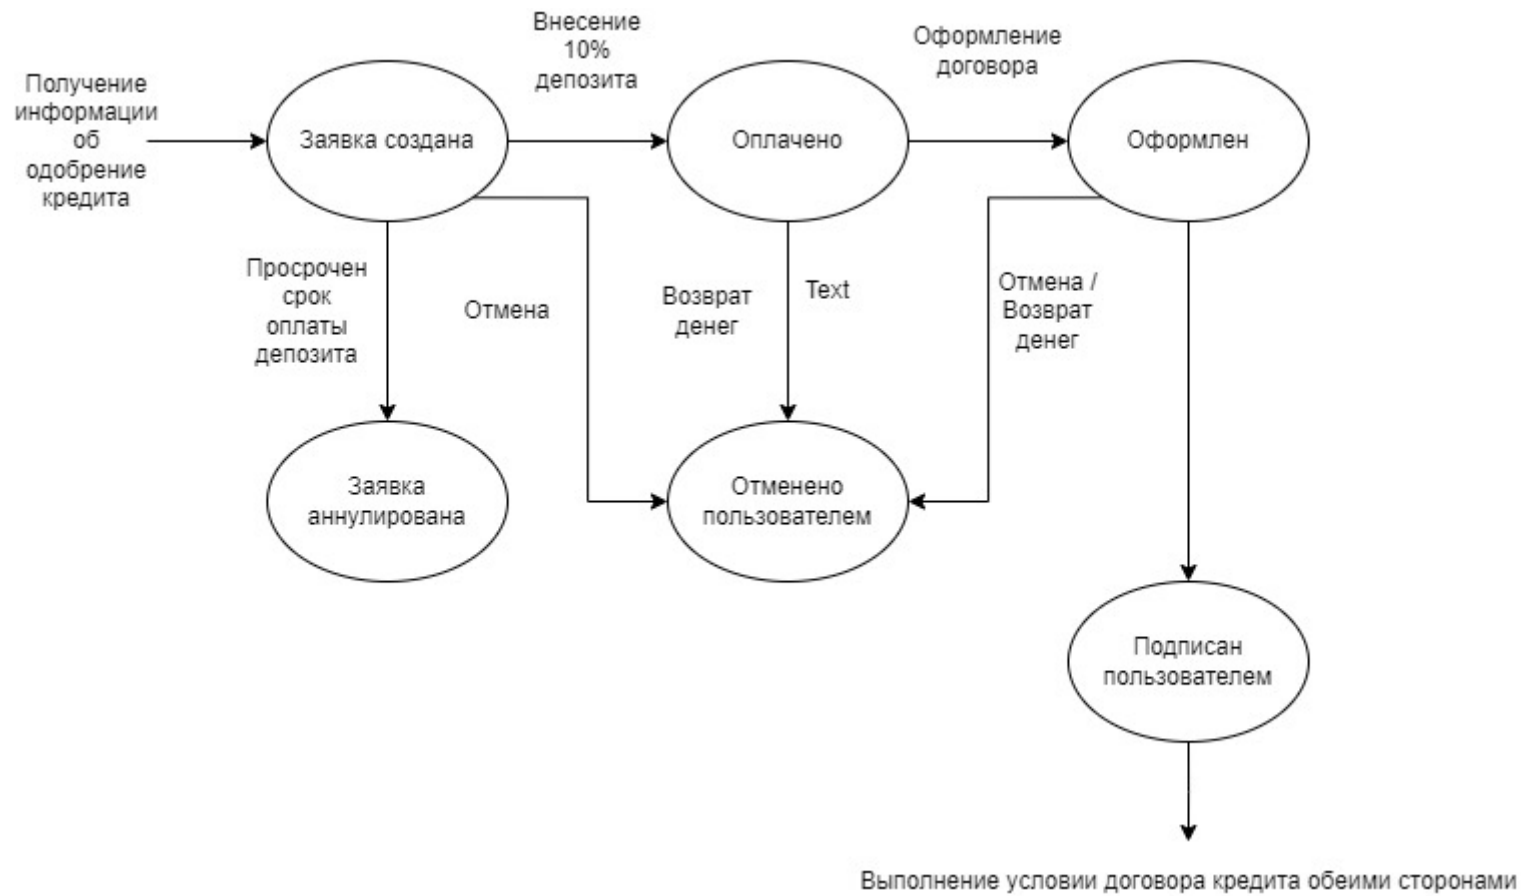 Внесение
10%
депозита
Оформление
договора
Получение
информации
об
одобрение
кредита
Заявка создана
Оплачено
Оформлен
Просрочен
срок
оплаты
депозита
Отмена
Возврат
денег
Text
Отмена /
Возврат
денег
Заявка
аннулирована
Отменено
пользователем
Подписан
пользователем
Выполнение условии договора кредита обеими сторонами